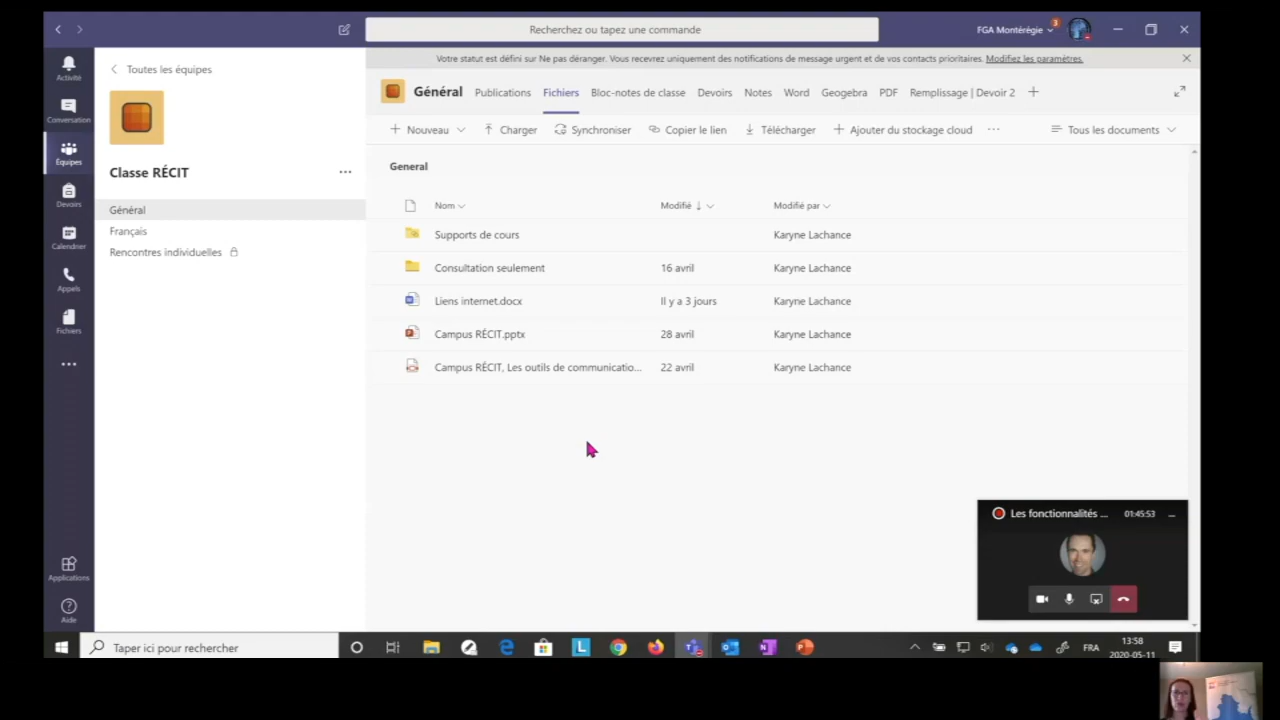 Recherchez ou tapez une commande
FGA Montérégie
3
Votre statut est défini sur Ne pas déranger. Vous recevrez uniquement des notifications de message urgent et de vos contacts prioritaires. Modifiez les paramètres.
Activité
Conversation
Équipes
Devoirs
Calendrier
Appels
Fichiers
Applications
Aide
Toutes les équipes
Classe RÉCIT
Général
Français
Rencontres individuelles
Général Publications Fichiers Bloc-notes de classe Devoirs Notes Word Geogebra PDF Remplissage | Devoir 2
Nouveau Charger Synchroniser Copier le lien Télécharger Ajouter du stockage cloud Tous les documents
General
Nom Modifié Modifié par
Supports de cours Karyne Lachance
Consultation seulement 16 avril Karyne Lachance
Liens internet.docx Il y a 3 jours Karyne Lachance
Campus RÉCIT.pptx 28 avril Karyne Lachance
Campus RÉCIT, Les outils de communicatio... 22 avril Karyne Lachance
Les fonctionnalités ... 01:45:53
Taper ici pour rechercher
L
FRA
13:58
2020-05-11